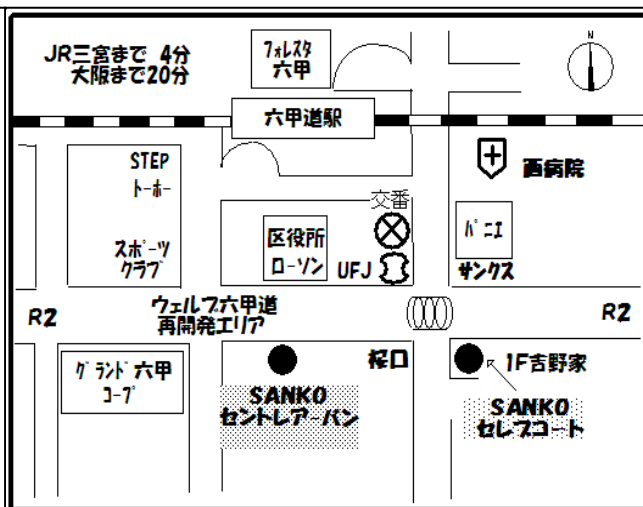 JR三宮まで 4分
大阪まで20分
フォレスタ
六甲
N
六甲道駅
STEP
トーホー
スポーツ
クラブ
西病院
交番
区役所
ローソン
UFJ
パニエ
サンクス
R2
ウェルブ六甲道
再開発エリア
R2
グランド六甲
コープ
桜口
1F吉野家
SANKO
セントレアーバン
SANKO
セレブコート